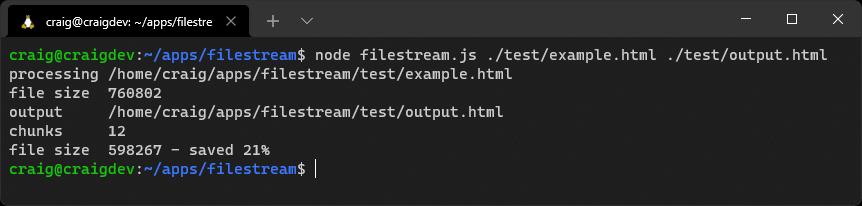 craig@craigdev: ~/apps/filestre
craig@craigdev:~/apps/filestream$ node filestream.js ./test/example.html ./test/output.html
processing /home/craig/apps/filestream/test/example.html
file size  760802
output     /home/craig/apps/filestream/test/output.html
chunks     12
file size  598267 - saved 21%
craig@craigdev:~/apps/filestream$